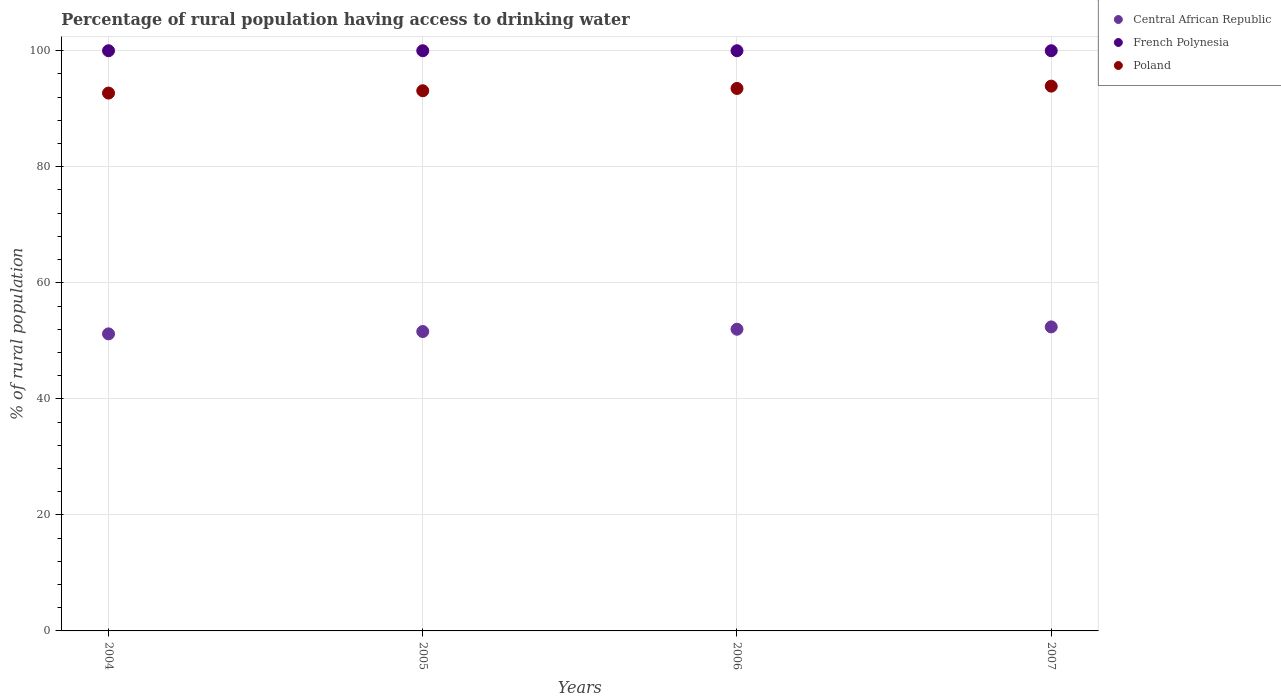 Percentage of rural population having access to drinking water
Central African Republic
French Polynesia
Poland
% of rural population
100
80
60
40
20
0
2004
2005
2006
2007
Years